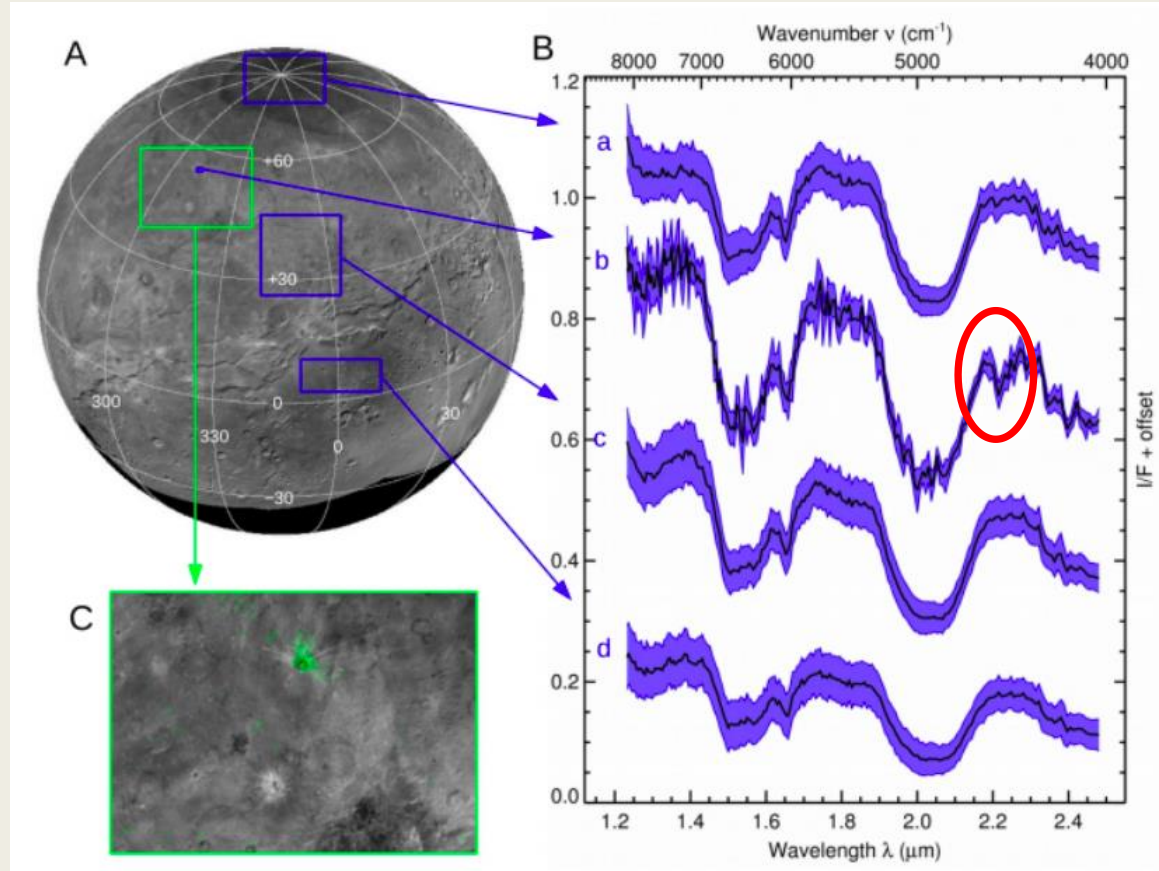 A
+60
+30
300
0
30
330
0
−30
C
B
Wavenumber ν (cm⁻¹)
8000 7000 6000 5000 4000
1.2
a
1.0
b
0.8
c
0.6
0.4
d
0.2
0.0
1.2 1.4 1.6 1.8 2.0 2.2 2.4
Wavelength λ (μm)
I/F + offset